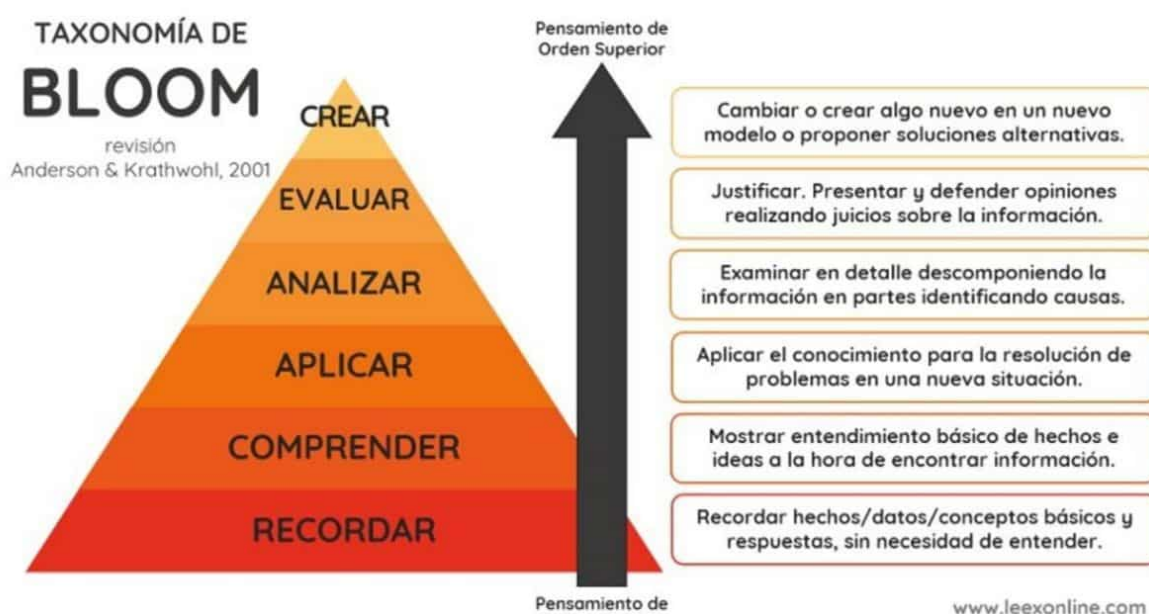 TAXONOMÍA DE
BLOOM
revisión
Anderson & Krathwohl, 2001
Pensamiento de
Orden Superior
CREAR
Cambiar o crear algo nuevo en un nuevo
modelo o proponer soluciones alternativas.
EVALUAR
Justificar. Presentar y defender opiniones
realizando juicios sobre la información.
ANALIZAR
Examinar en detalle descomponiendo la
información en partes identificando causas.
APLICAR
Aplicar el conocimiento para la resolución de
problemas en una nueva situación.
COMPRENDER
Mostrar entendimiento básico de hechos e
ideas a la hora de encontrar información.
RECORDAR
Recordar hechos/datos/conceptos básicos y
respuestas, sin necesidad de entender.
Pensamiento de
www.leexonline.com